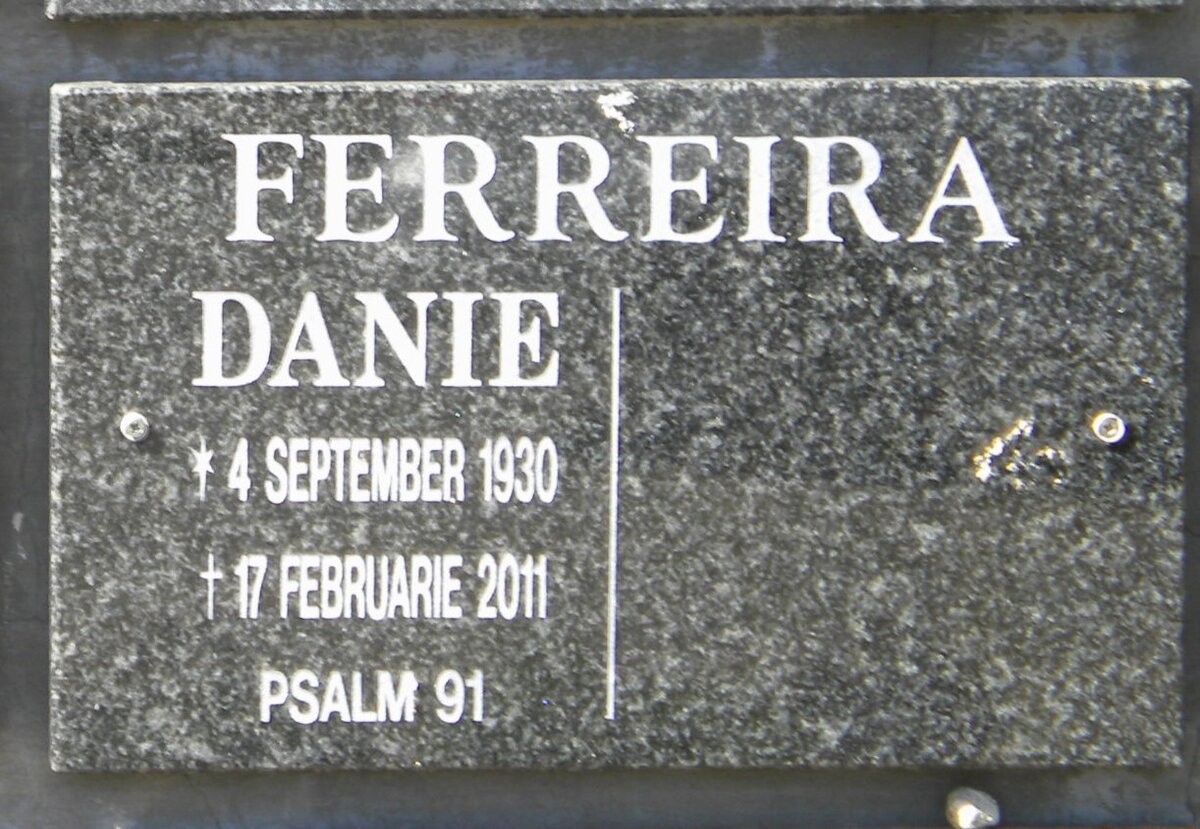 FERREIRA
DANIE
* 4 SEPTEMBER 1930
† 17 FEBRUARIE 2011
PSALM 91